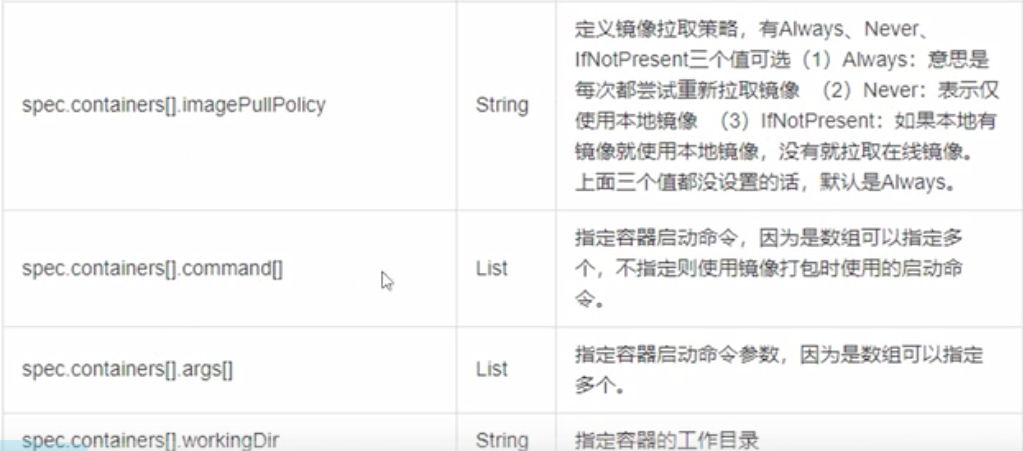 定义镜像拉取策略，有Always、Never、
IfNotPresent三个值可选（1）Always：意思是
spec.containers[].imagePullPolicy
String
每次都尝试重新拉取镜像 （2）Never：表示仅
使用本地镜像 （3）IfNotPresent：如果本地有
镜像就使用本地镜像，没有就拉取在线镜像。
上面三个值都没设置的话，默认是Always。
spec.containers[].command[]
List
指定容器启动命令，因为是数组可以指定多
个，不指定则使用镜像打包时使用的启动命
令。
spec.containers[].args[]
List
指定容器启动命令参数，因为是数组可以指定
多个。
spec.containers[].workingDir
String
指定容器的工作目录